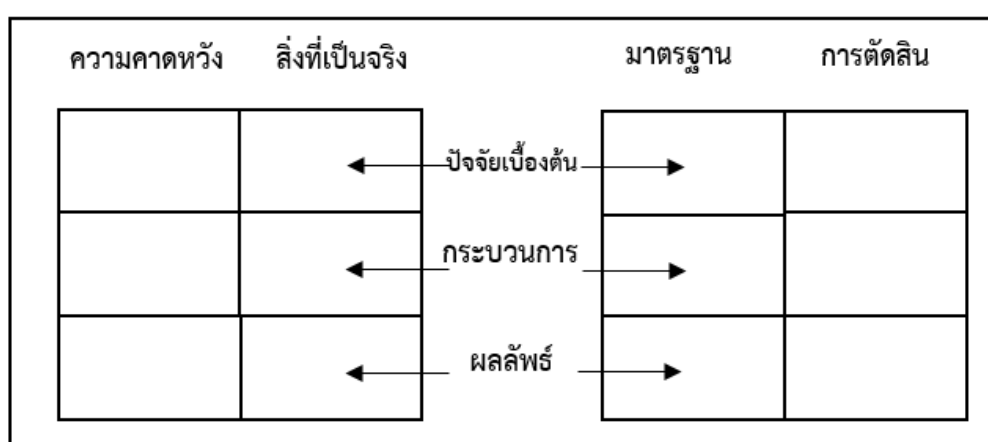 ความคาดหวัง สิ่งที่เป็นจริง มาตรฐาน การตัดสิน
ปัจจัยเบื้องต้น
กระบวนการ
ผลลัพธ์